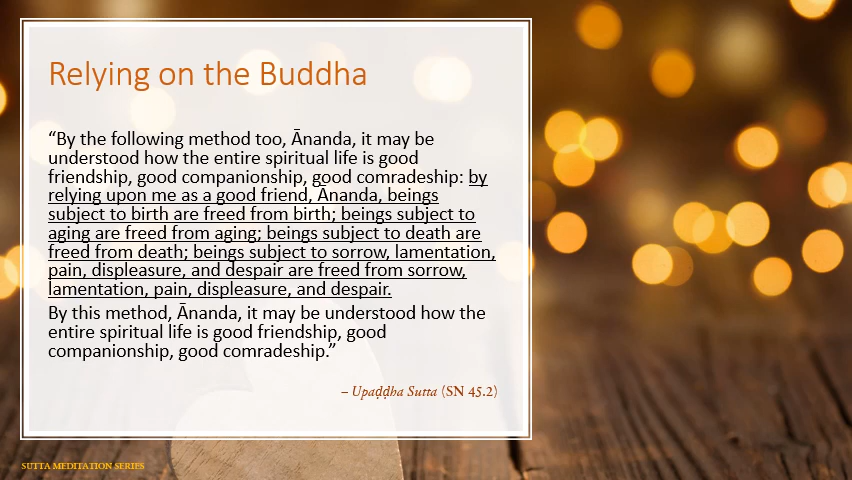 Relying on the Buddha
“By the following method too, Ānanda, it may be
understood how the entire spiritual life is good
friendship, good companionship, good comradeship: by
relying upon me as a good friend, Ānanda, beings
subject to birth are freed from birth; beings subject to
aging are freed from aging; beings subject to death are
freed from death; beings subject to sorrow, lamentation,
pain, displeasure, and despair are freed from sorrow,
lamentation, pain, displeasure, and despair.
By this method, Ānanda, it may be understood how the
entire spiritual life is good friendship, good
companionship, good comradeship.”
– Upaḍḍha Sutta (SN 45.2)
SUTTA MEDITATION SERIES